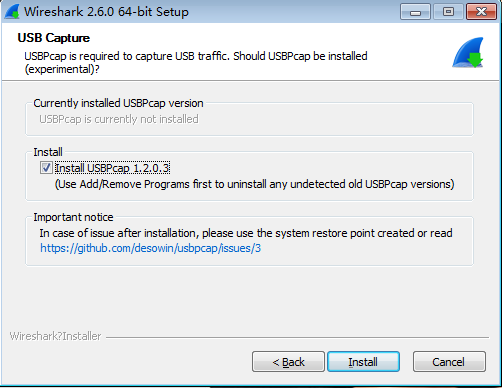 Wireshark 2.6.0 64-bit Setup
USB Capture
USBPcap is required to capture USB traffic. Should USBPcap be installed
(experimental)?
Currently installed USBPcap version
USBPcap is currently not installed
Install
Install USBPcap 1.2.0.3
(Use Add/Remove Programs first to uninstall any undetected old USBPcap versions)
Important notice
In case of issue after installation, please use the system restore point created or read
https://github.com/desowin/usbpcap/issues/3
Wireshark?Installer
< Back Install Cancel